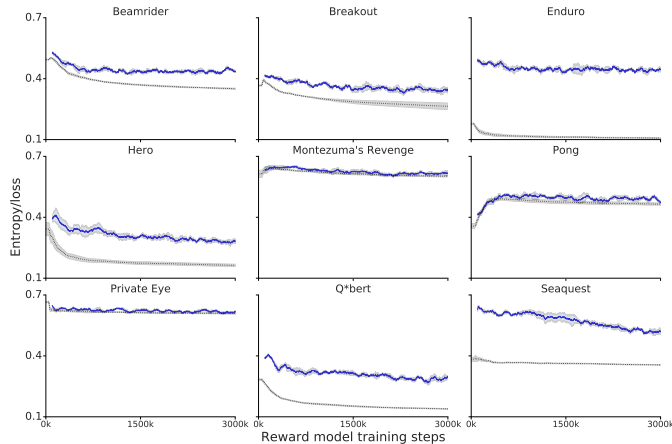 Beamrider Breakout Enduro
0.7
0.4
0.1
Hero Montezuma's Revenge Pong
0.7
0.4
0.1
Private Eye Q*bert Seaquest
0.7
0.4
0.1
0k 1500k 3000k 1500k 3000k 1500k 3000k
Entropy/loss
Reward model training steps